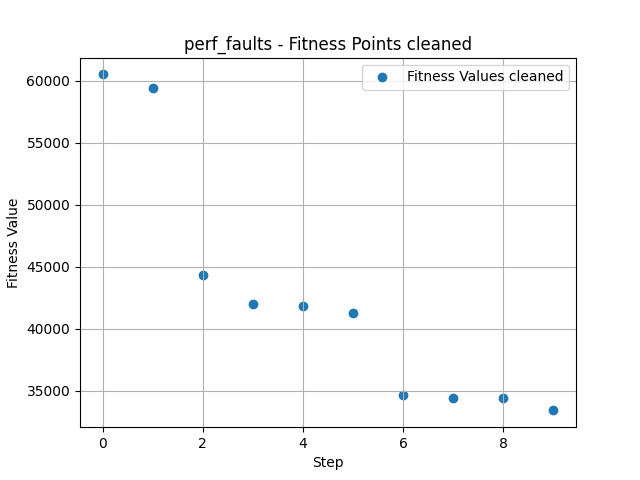 perf_faults - Fitness Points cleaned
Fitness Values cleaned
60000
55000
50000
45000
40000
35000
Fitness Value
0 2 4 6 8
Step